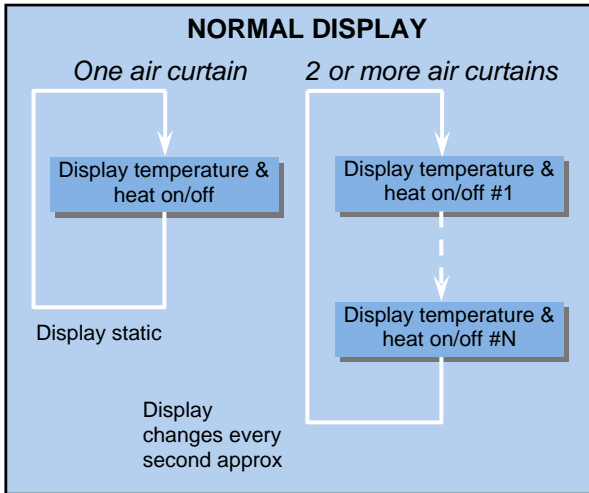 NORMAL DISPLAY
One air curtain
2 or more air curtains
Display temperature &
heat on/off
Display temperature &
heat on/off #1
Display temperature &
heat on/off #N
Display static
Display
changes every
second approx